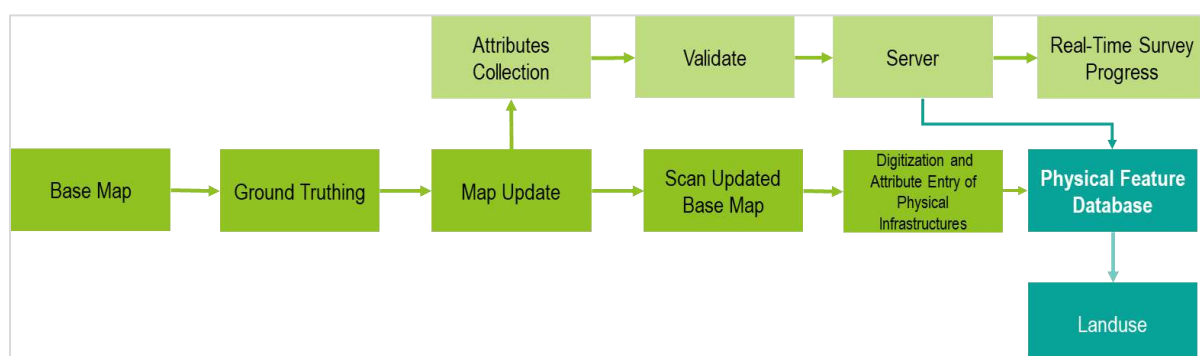 Attributes
Collection
Validate
Server
Real-Time Survey
Progress
Base Map
Ground Truthing
Map Update
Scan Updated
Base Map
Digitization and
Attribute Entry of
Physical
Infrastructures
Physical Feature
Database
Landuse